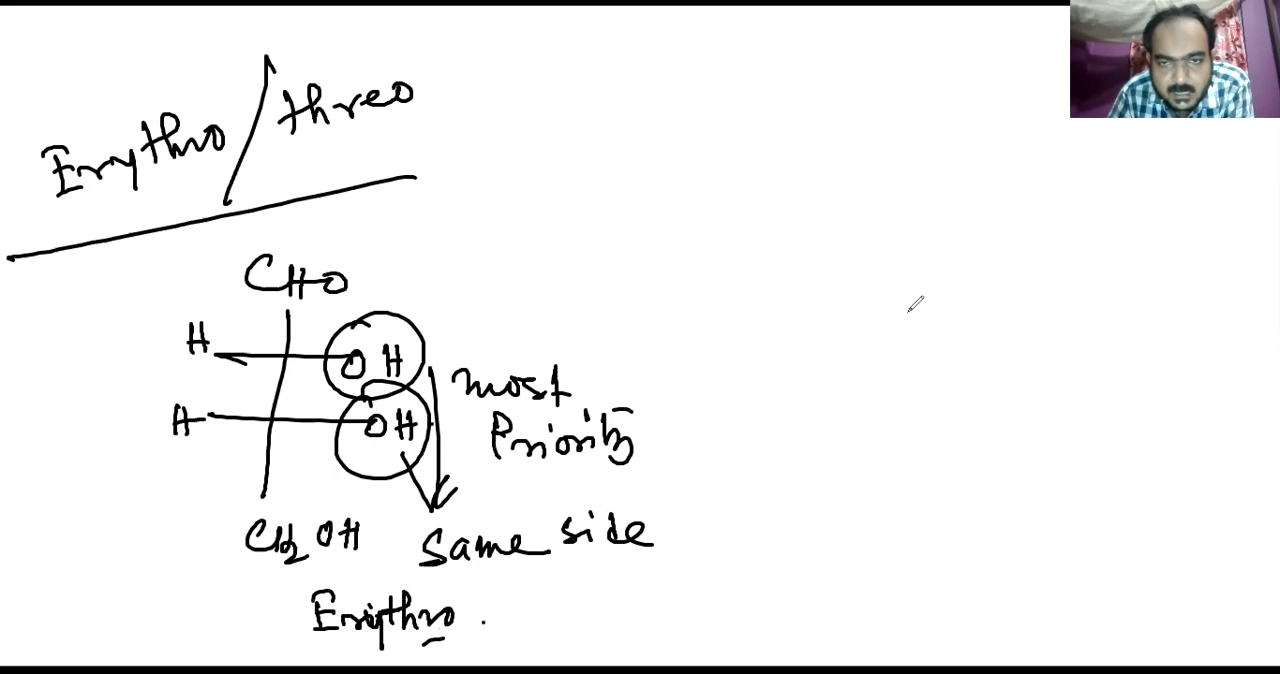 Erythro/threo
CHO
H OH
H OH
most
Priority
CH2OH
Same side
Erythro.